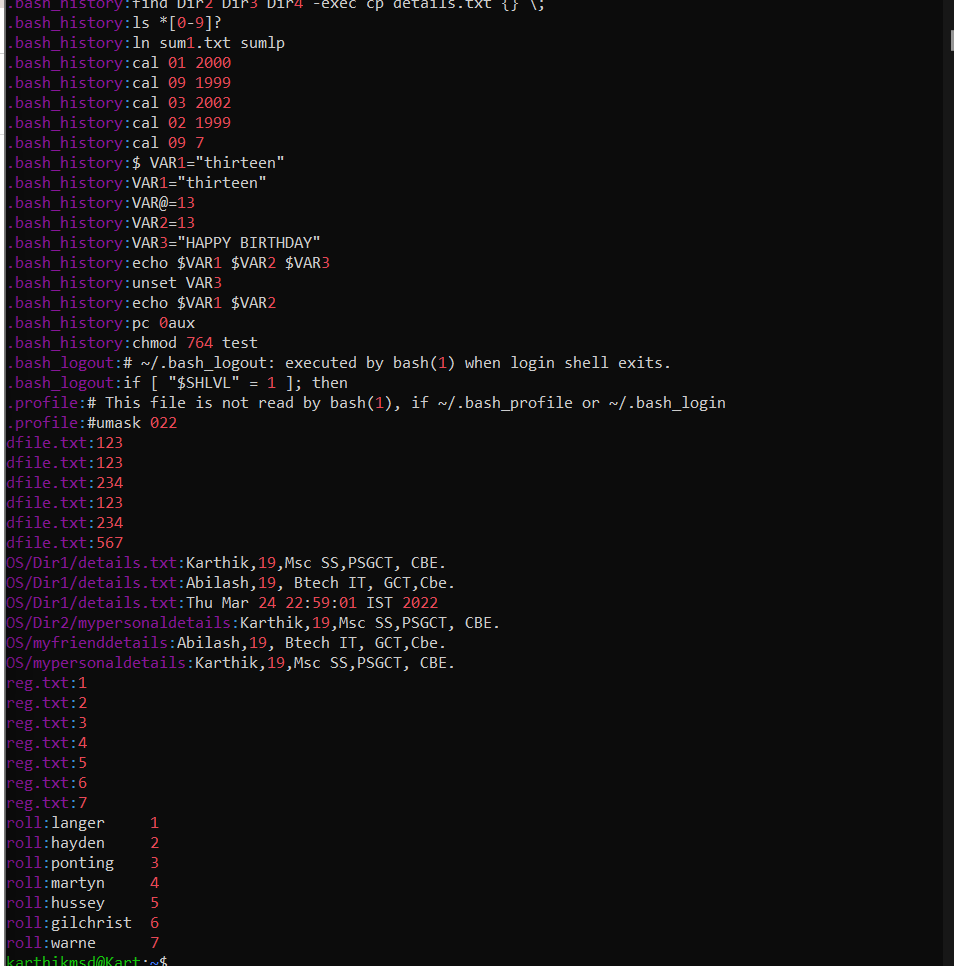 .bash_history:find Dir2 Dir3 Dir4 -exec cp details.txt {} \;
.bash_history:ls *[0-9]?
.bash_history:ln sum1.txt sumlp
.bash_history:cal 01 2000
.bash_history:cal 09 1999
.bash_history:cal 03 2002
.bash_history:cal 02 1999
.bash_history:cal 09 7
.bash_history:$ VAR1="thirteen"
.bash_history:VAR1="thirteen"
.bash_history:VAR@=13
.bash_history:VAR2=13
.bash_history:VAR3="HAPPY BIRTHDAY"
.bash_history:echo $VAR1 $VAR2 $VAR3
.bash_history:unset VAR3
.bash_history:echo $VAR1 $VAR2
.bash_history:pc 0aux
.bash_history:chmod 764 test
.bash_logout:# ~/.bash_logout: executed by bash(1) when login shell exits.
.bash_logout:if [ "$SHLVL" = 1 ]; then
.profile:# This file is not read by bash(1), if ~/.bash_profile or ~/.bash_login
.profile:#umask 022
dfile.txt:123
dfile.txt:123
dfile.txt:234
dfile.txt:123
dfile.txt:234
dfile.txt:567
OS/Dir1/details.txt:Karthik,19,Msc SS,PSGCT, CBE.
OS/Dir1/details.txt:Abilash,19, Btech IT, GCT,Cbe.
OS/Dir1/details.txt:Thu Mar 24 22:59:01 IST 2022
OS/Dir2/mypersonaldetails:Karthik,19,Msc SS,PSGCT, CBE.
OS/myfrienddetails:Abilash,19, Btech IT, GCT,Cbe.
OS/mypersonaldetails:Karthik,19,Msc SS,PSGCT, CBE.
reg.txt:1
reg.txt:2
reg.txt:3
reg.txt:4
reg.txt:5
reg.txt:6
reg.txt:7
roll:langer     1
roll:hayden     2
roll:ponting    3
roll:martyn     4
roll:hussey     5
roll:gilchrist  6
roll:warne      7
karthikmsd@Kart:~$